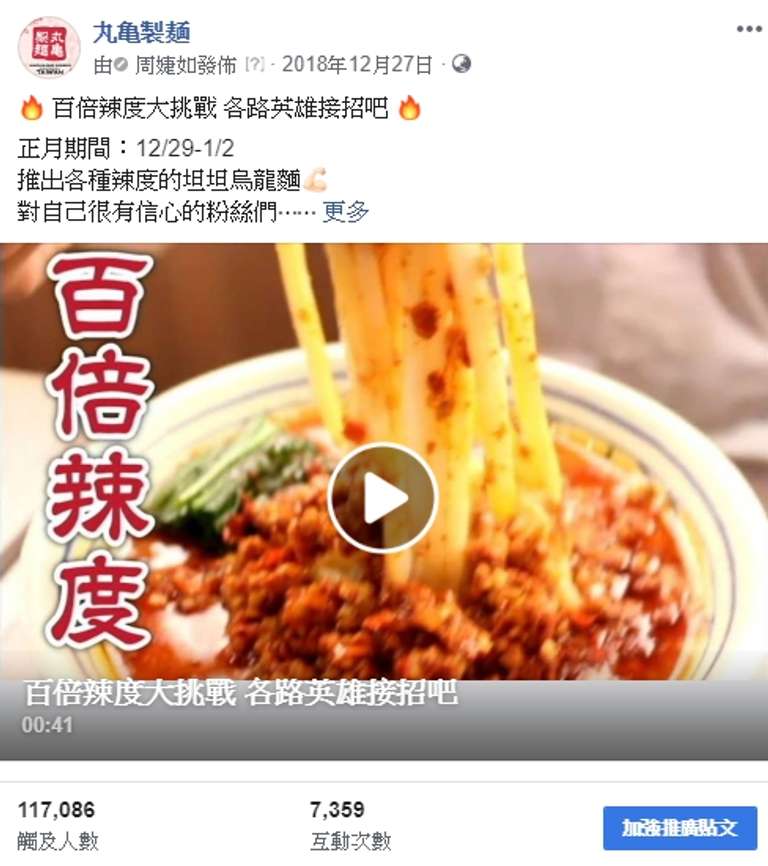 丸亀製麺
由 周婕如發佈 [?] · 2018年12月27日 ·
🔥 百倍辣度大挑戰 各路英雄接招吧 🔥
正月期間：12/29-1/2
推出各種辣度的坦坦烏龍麵💪🏻
對自己很有信心的粉絲們⋯⋯ 更多
百倍辣度
百倍辣度大挑戰 各路英雄接招吧
00:41
117,086
觸及人數
7,359
互動次數
加強推廣貼文